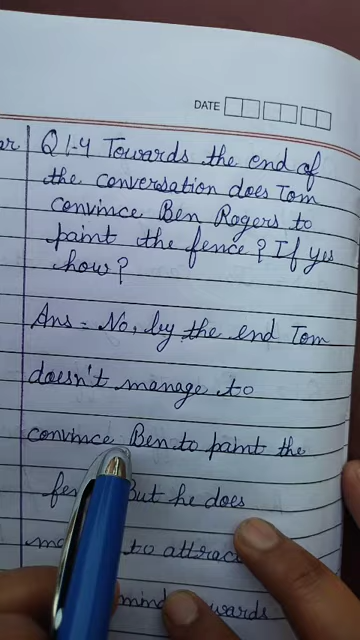 DATE
Q 1-4 Towards the end of
the conversation does Tom
convince Ben Rogers to
paint the fence? If yes
how?
Ans = No, by the end Tom
doesn't manage to
convince Ben to paint the
But he does
to attrac
mind wards